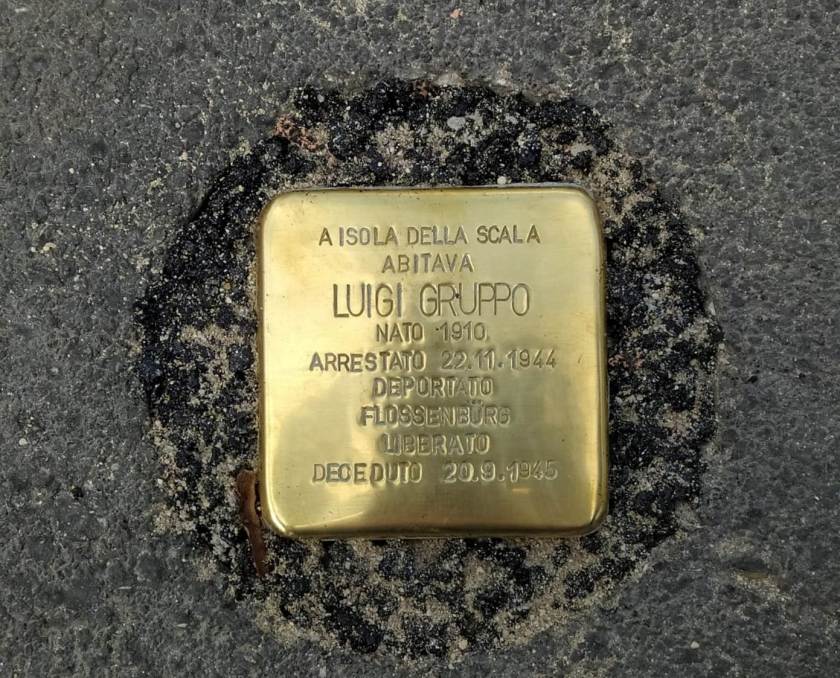 A ISOLA DELLA SCALA
ABITAVA
LUIGI GRUPPO
NATO 1910
ARRESTATO 22.11.1944
DEPORTATO
FLOSSENBÜRG
LIBERATO
DECEDUTO 20.9.1945